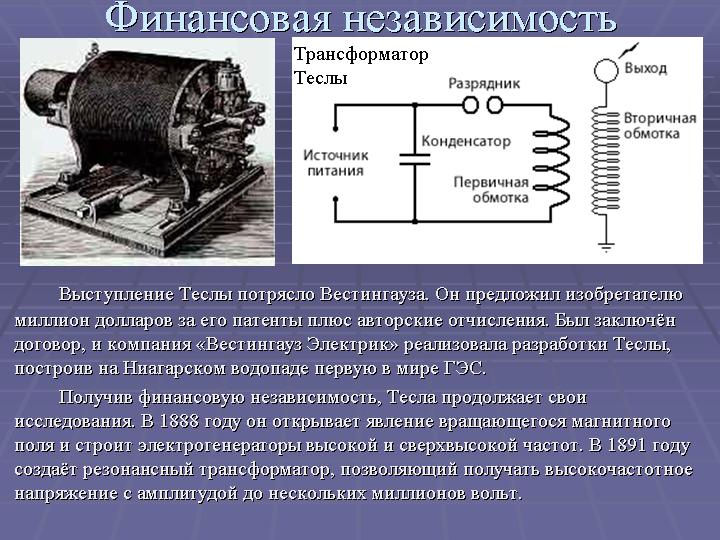 Финансовая независимость
Трансформатор
Теслы
Разрядник
Выход
Вторичная
обмотка
Конденсатор
Источник
питания
Первичная
обмотка
Выступление Теслы потрясло Вестингауза. Он предложил изобретателю
миллион долларов за его патенты плюс авторские отчисления. Был заключён
договор, и компания «Вестингауз Электрик» реализовала разработки Теслы,
построив на Ниагарском водопаде первую в мире ГЭС.
Получив финансовую независимость, Тесла продолжает свои
исследования. В 1888 году он открывает явление вращающегося магнитного
поля и строит электрогенераторы высокой и сверхвысокой частот. В 1891 году
создаёт резонансный трансформатор, позволяющий получать высокочастотное
напряжение с амплитудой до нескольких миллионов вольт.